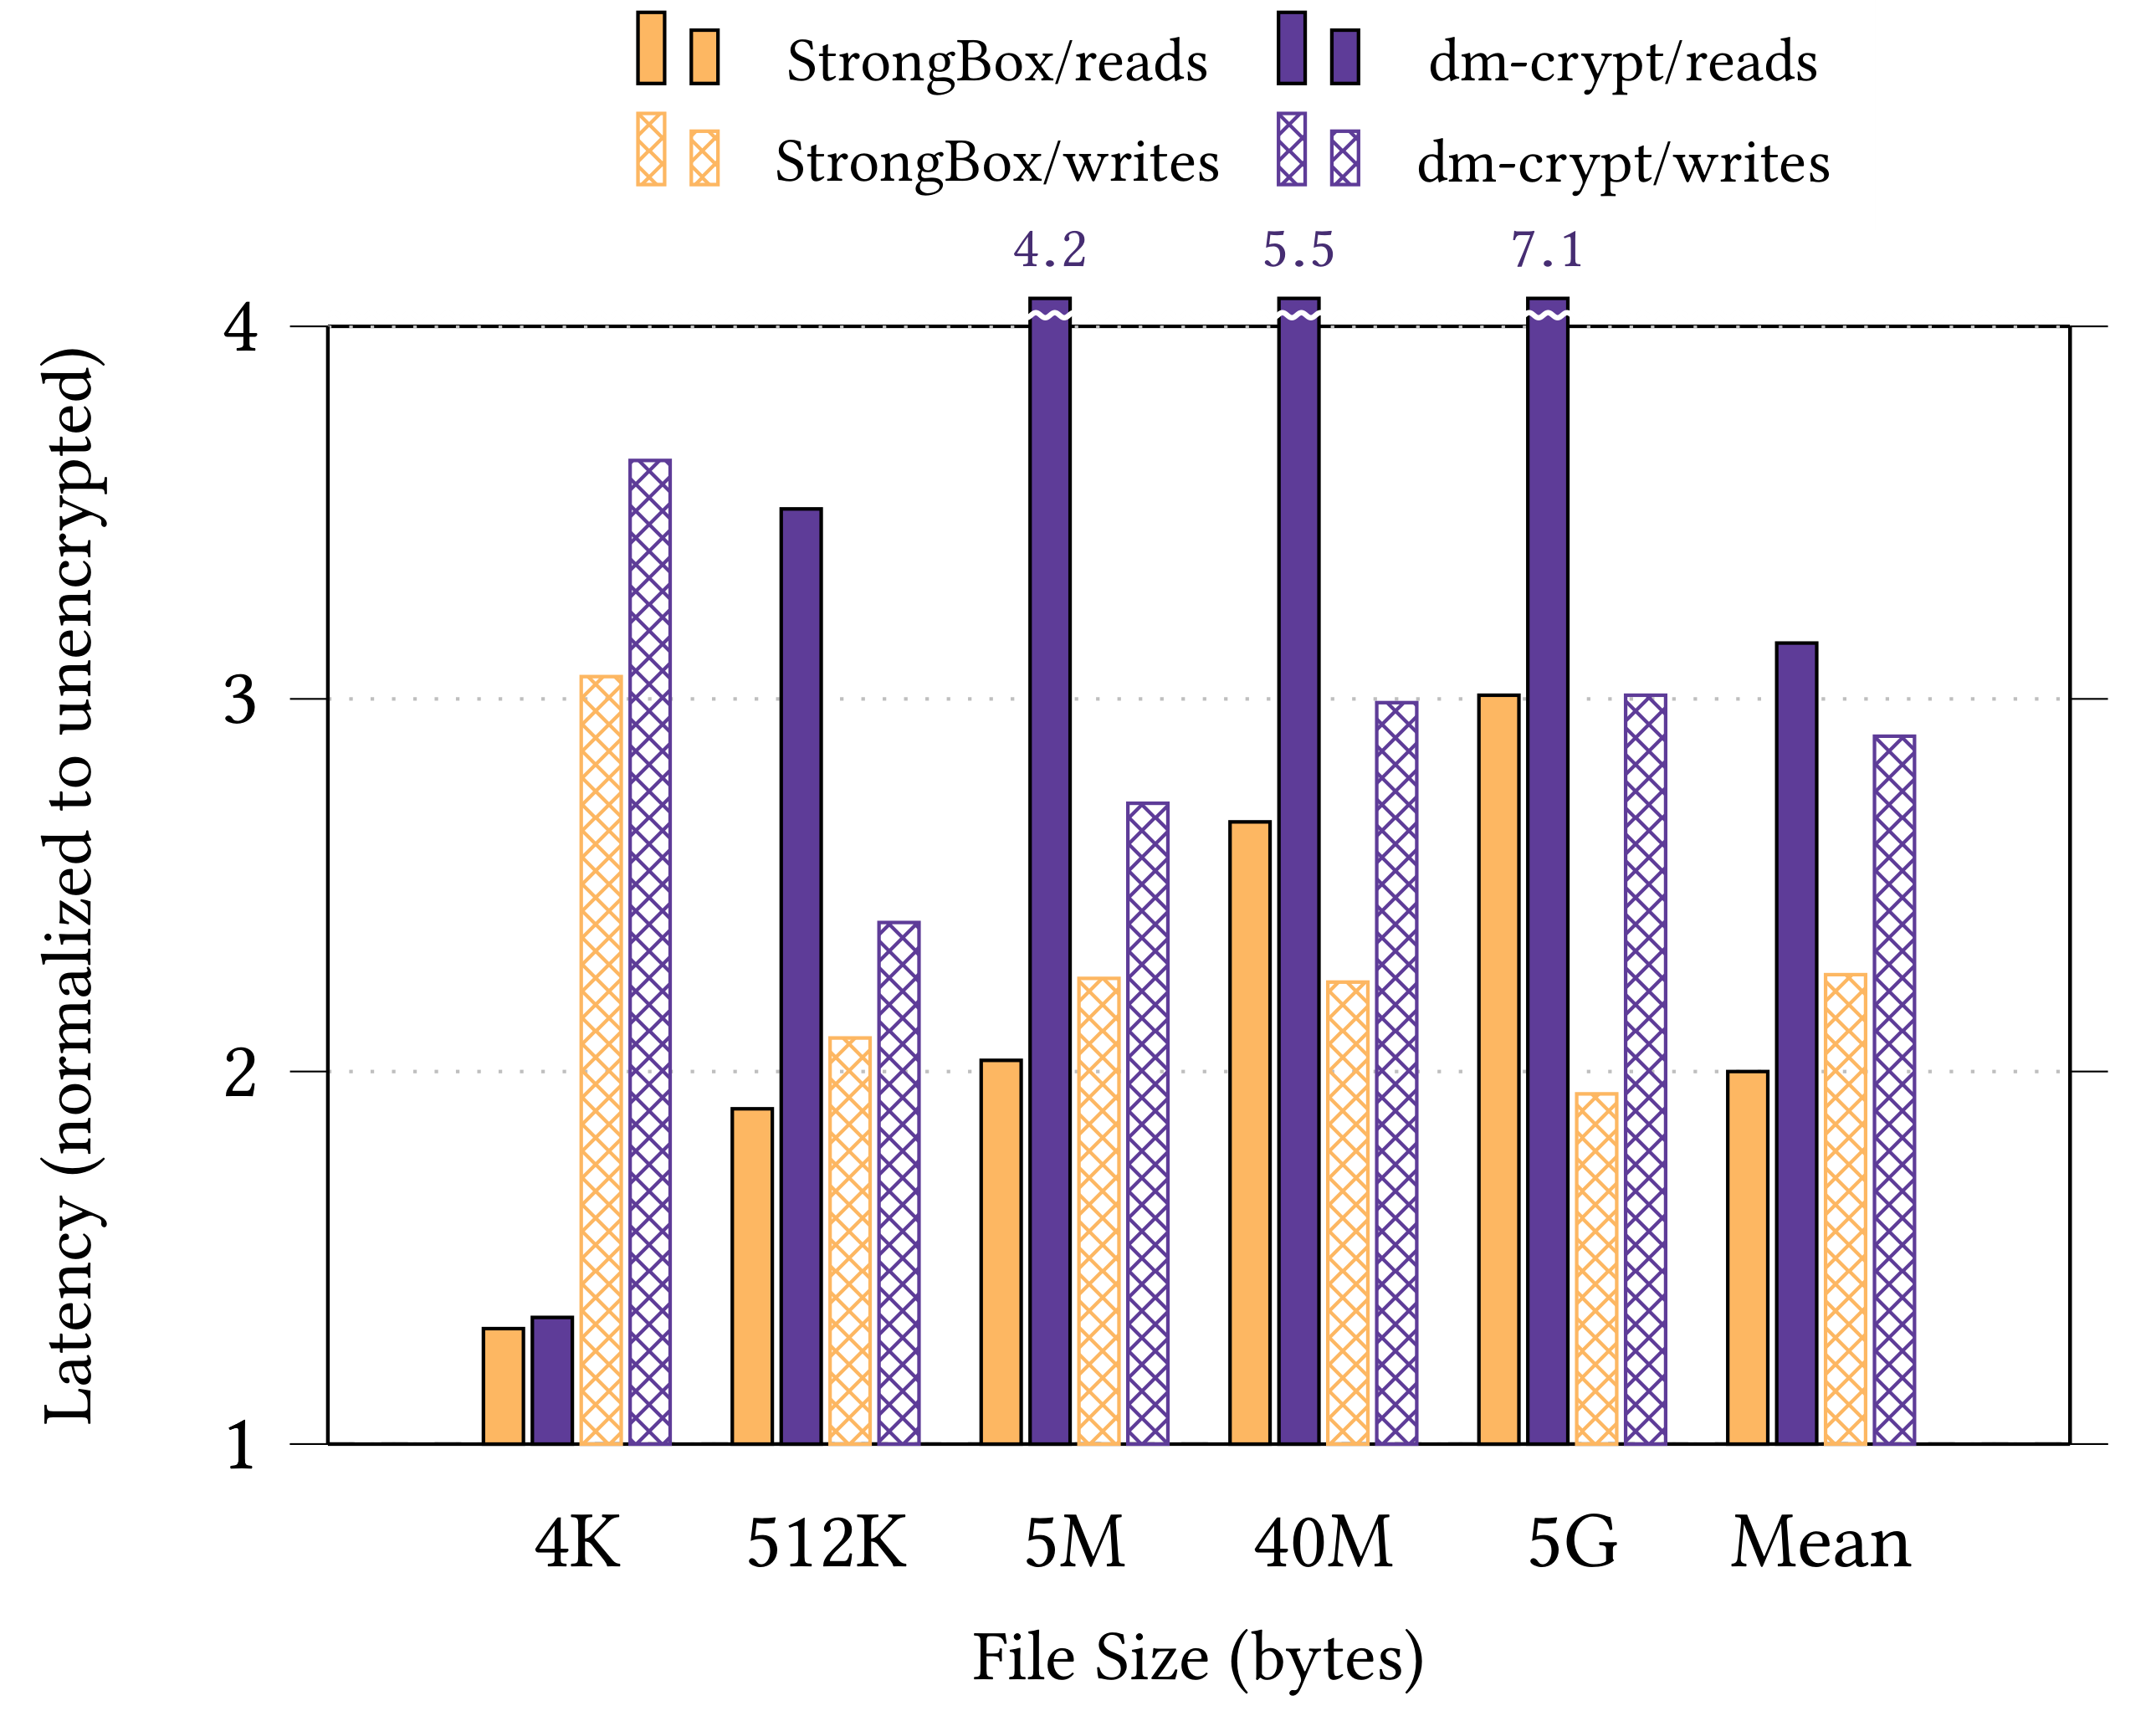 StrongBox/reads
dm-crypt/reads
StrongBox/writes
dm-crypt/writes
4.2
5.5
7.1
Latency (normalized to unencrypted)
4
3
2
1
4K
512K
5M
40M
5G
Mean
File Size (bytes)